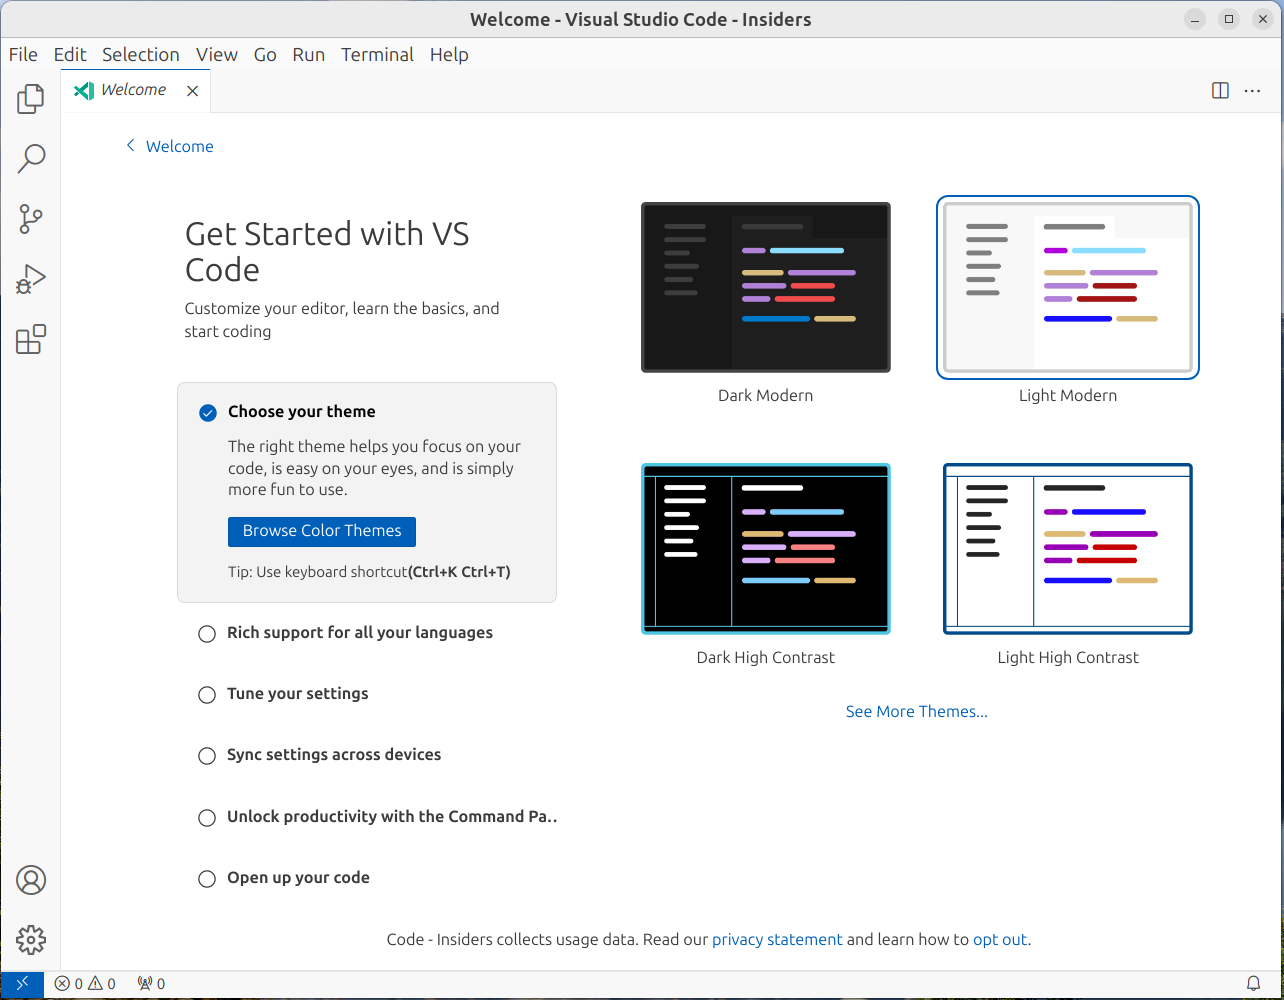 Welcome - Visual Studio Code - Insiders
File Edit Selection View Go Run Terminal Help
Welcome
Welcome
Get Started with VS
Code
Customize your editor, learn the basics, and
start coding
Choose your theme
The right theme helps you focus on your
code, is easy on your eyes, and is simply
more fun to use.
Browse Color Themes
Tip: Use keyboard shortcut(Ctrl+K Ctrl+T)
Rich support for all your languages
Tune your settings
Sync settings across devices
Unlock productivity with the Command Pa..
Open up your code
Dark Modern
Light Modern
Dark High Contrast
Light High Contrast
See More Themes...
Code - Insiders collects usage data. Read our privacy statement and learn how to opt out.
0 0 0